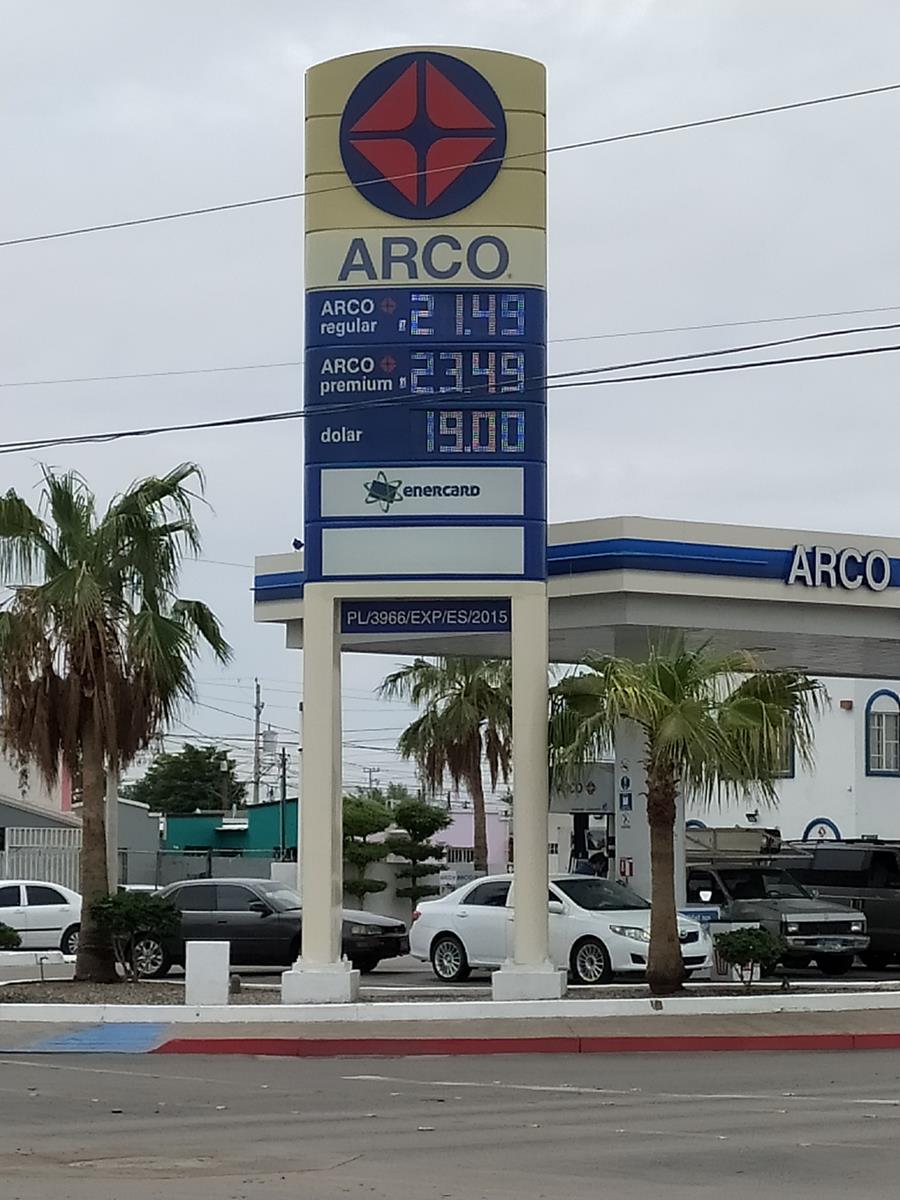 ARCO
ARCO
regular 21.49
ARCO
premium 23.49
dolar 19.00
ENERCARD
PL/3966/EXP/ES/2015
ARCO
ARCO